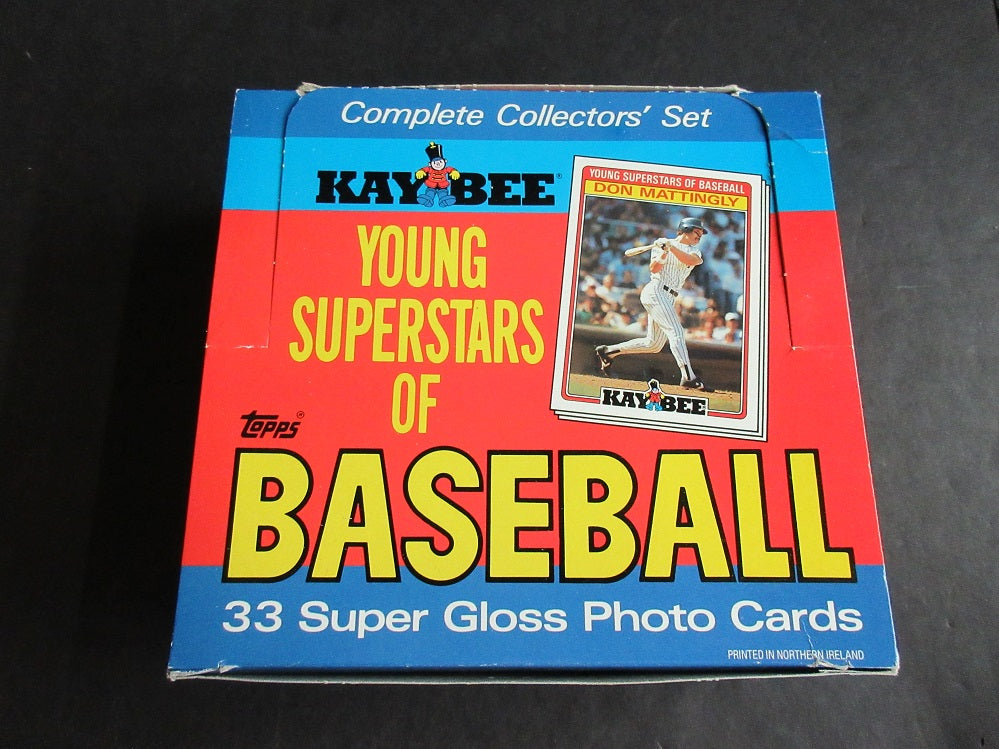 Complete Collectors' Set
KAY BEE®
YOUNG SUPERSTARS OF BASEBALL
DON MATTINGLY
KAY BEE
YOUNG
SUPERSTARS
OF
topps®
BASEBALL
33 Super Gloss Photo Cards
PRINTED IN NORTHERN IRELAND